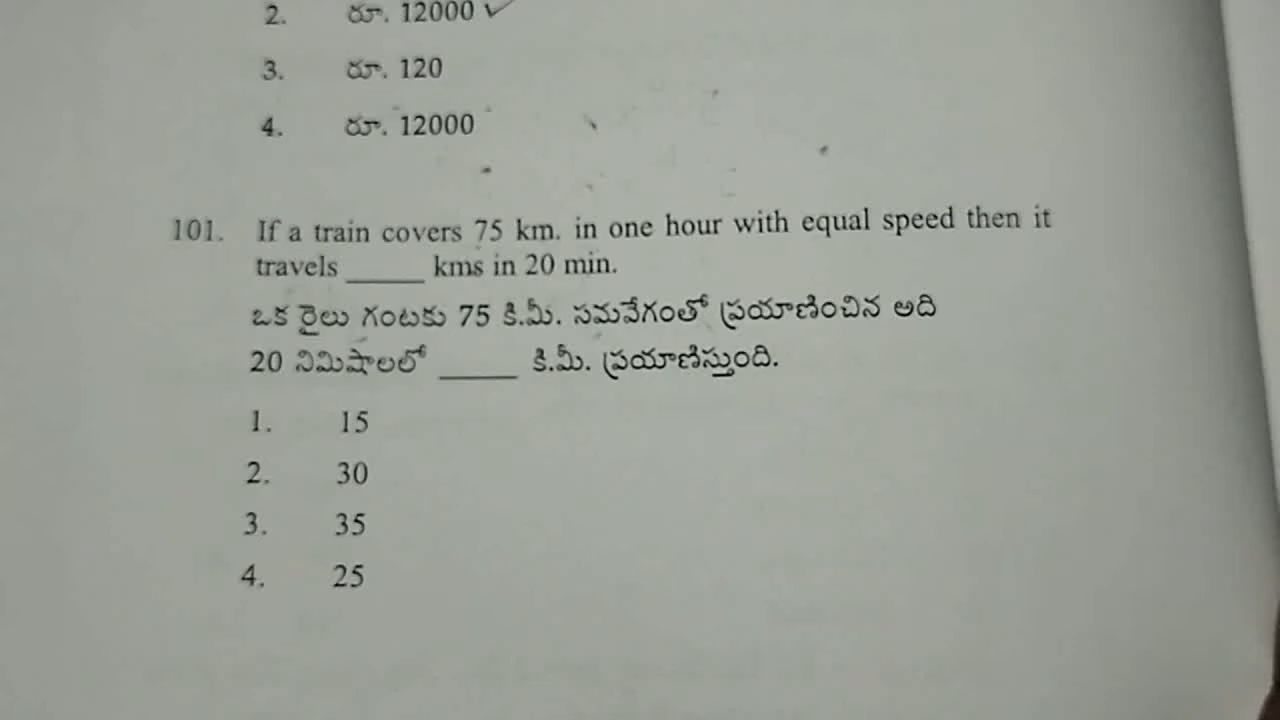 2. రూ. 12000
3. రూ. 120
4. రూ. 12000
101. If a train covers 75 km. in one hour with equal speed then it
travels _____ kms in 20 min.
ఒక రైలు గంటకు 75 కి.మీ. సమవేగంతో ప్రయాణించిన అది
20 నిమిషాలలో _____ కి.మీ. ప్రయాణిస్తుంది.
1. 15
2. 30
3. 35
4. 25